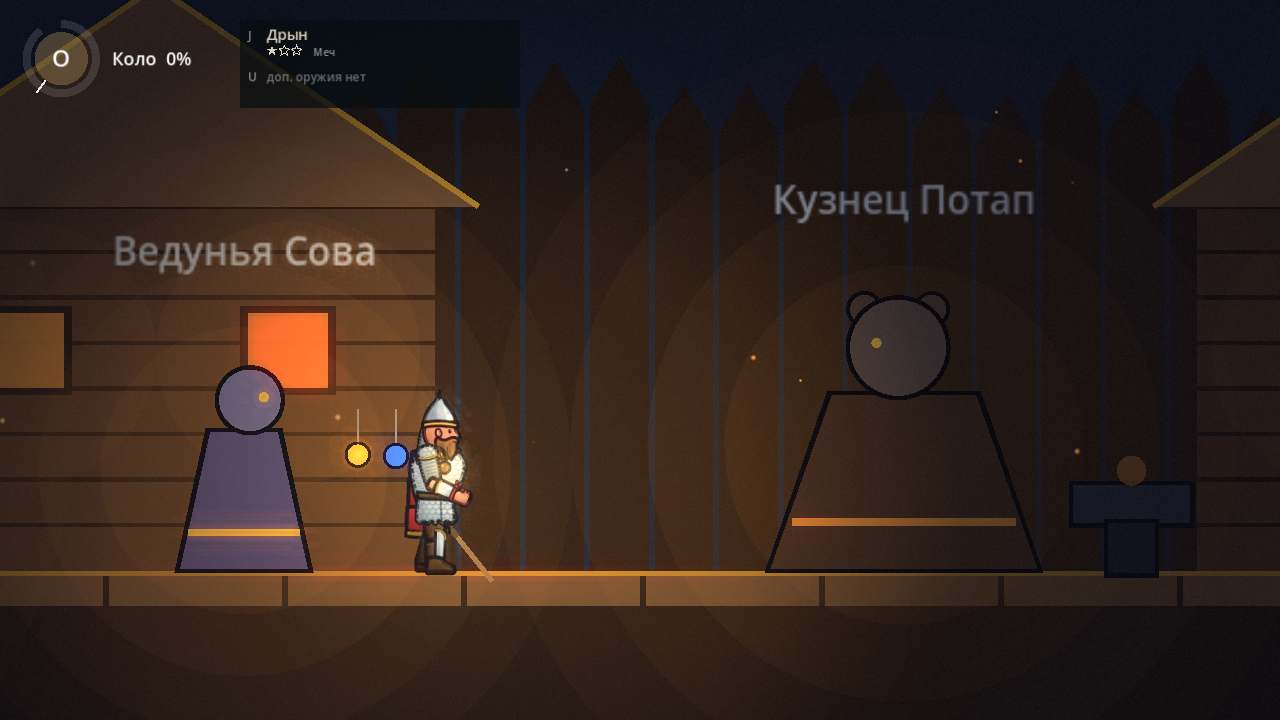 О
Коло 0%
J Дрын
★☆☆ Меч
U доп. оружия нет
Кузнец Потап
Ведунья Сова